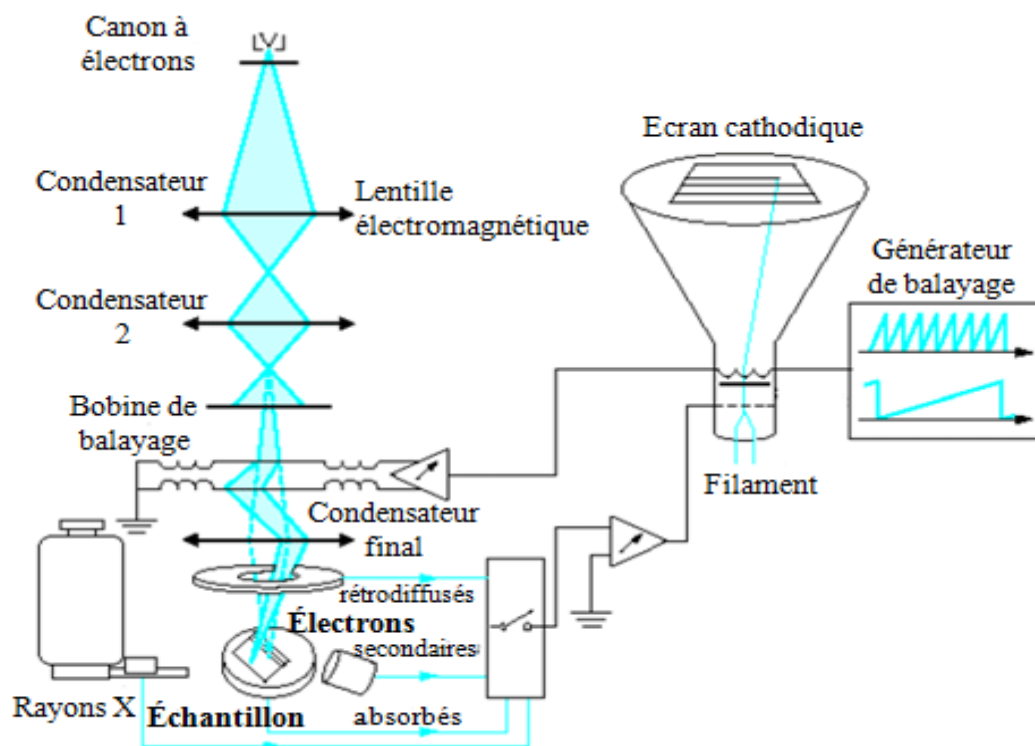 Canon à
électrons
Ecran cathodique
Condensateur
1
Lentille
électromagnétique
Générateur
de balayage
Condensateur
2
Bobine de
balayage
Filament
Condensateur
final
rétrodiffusés
Électrons
secondaires
Rayons X
Échantillon
absorbés